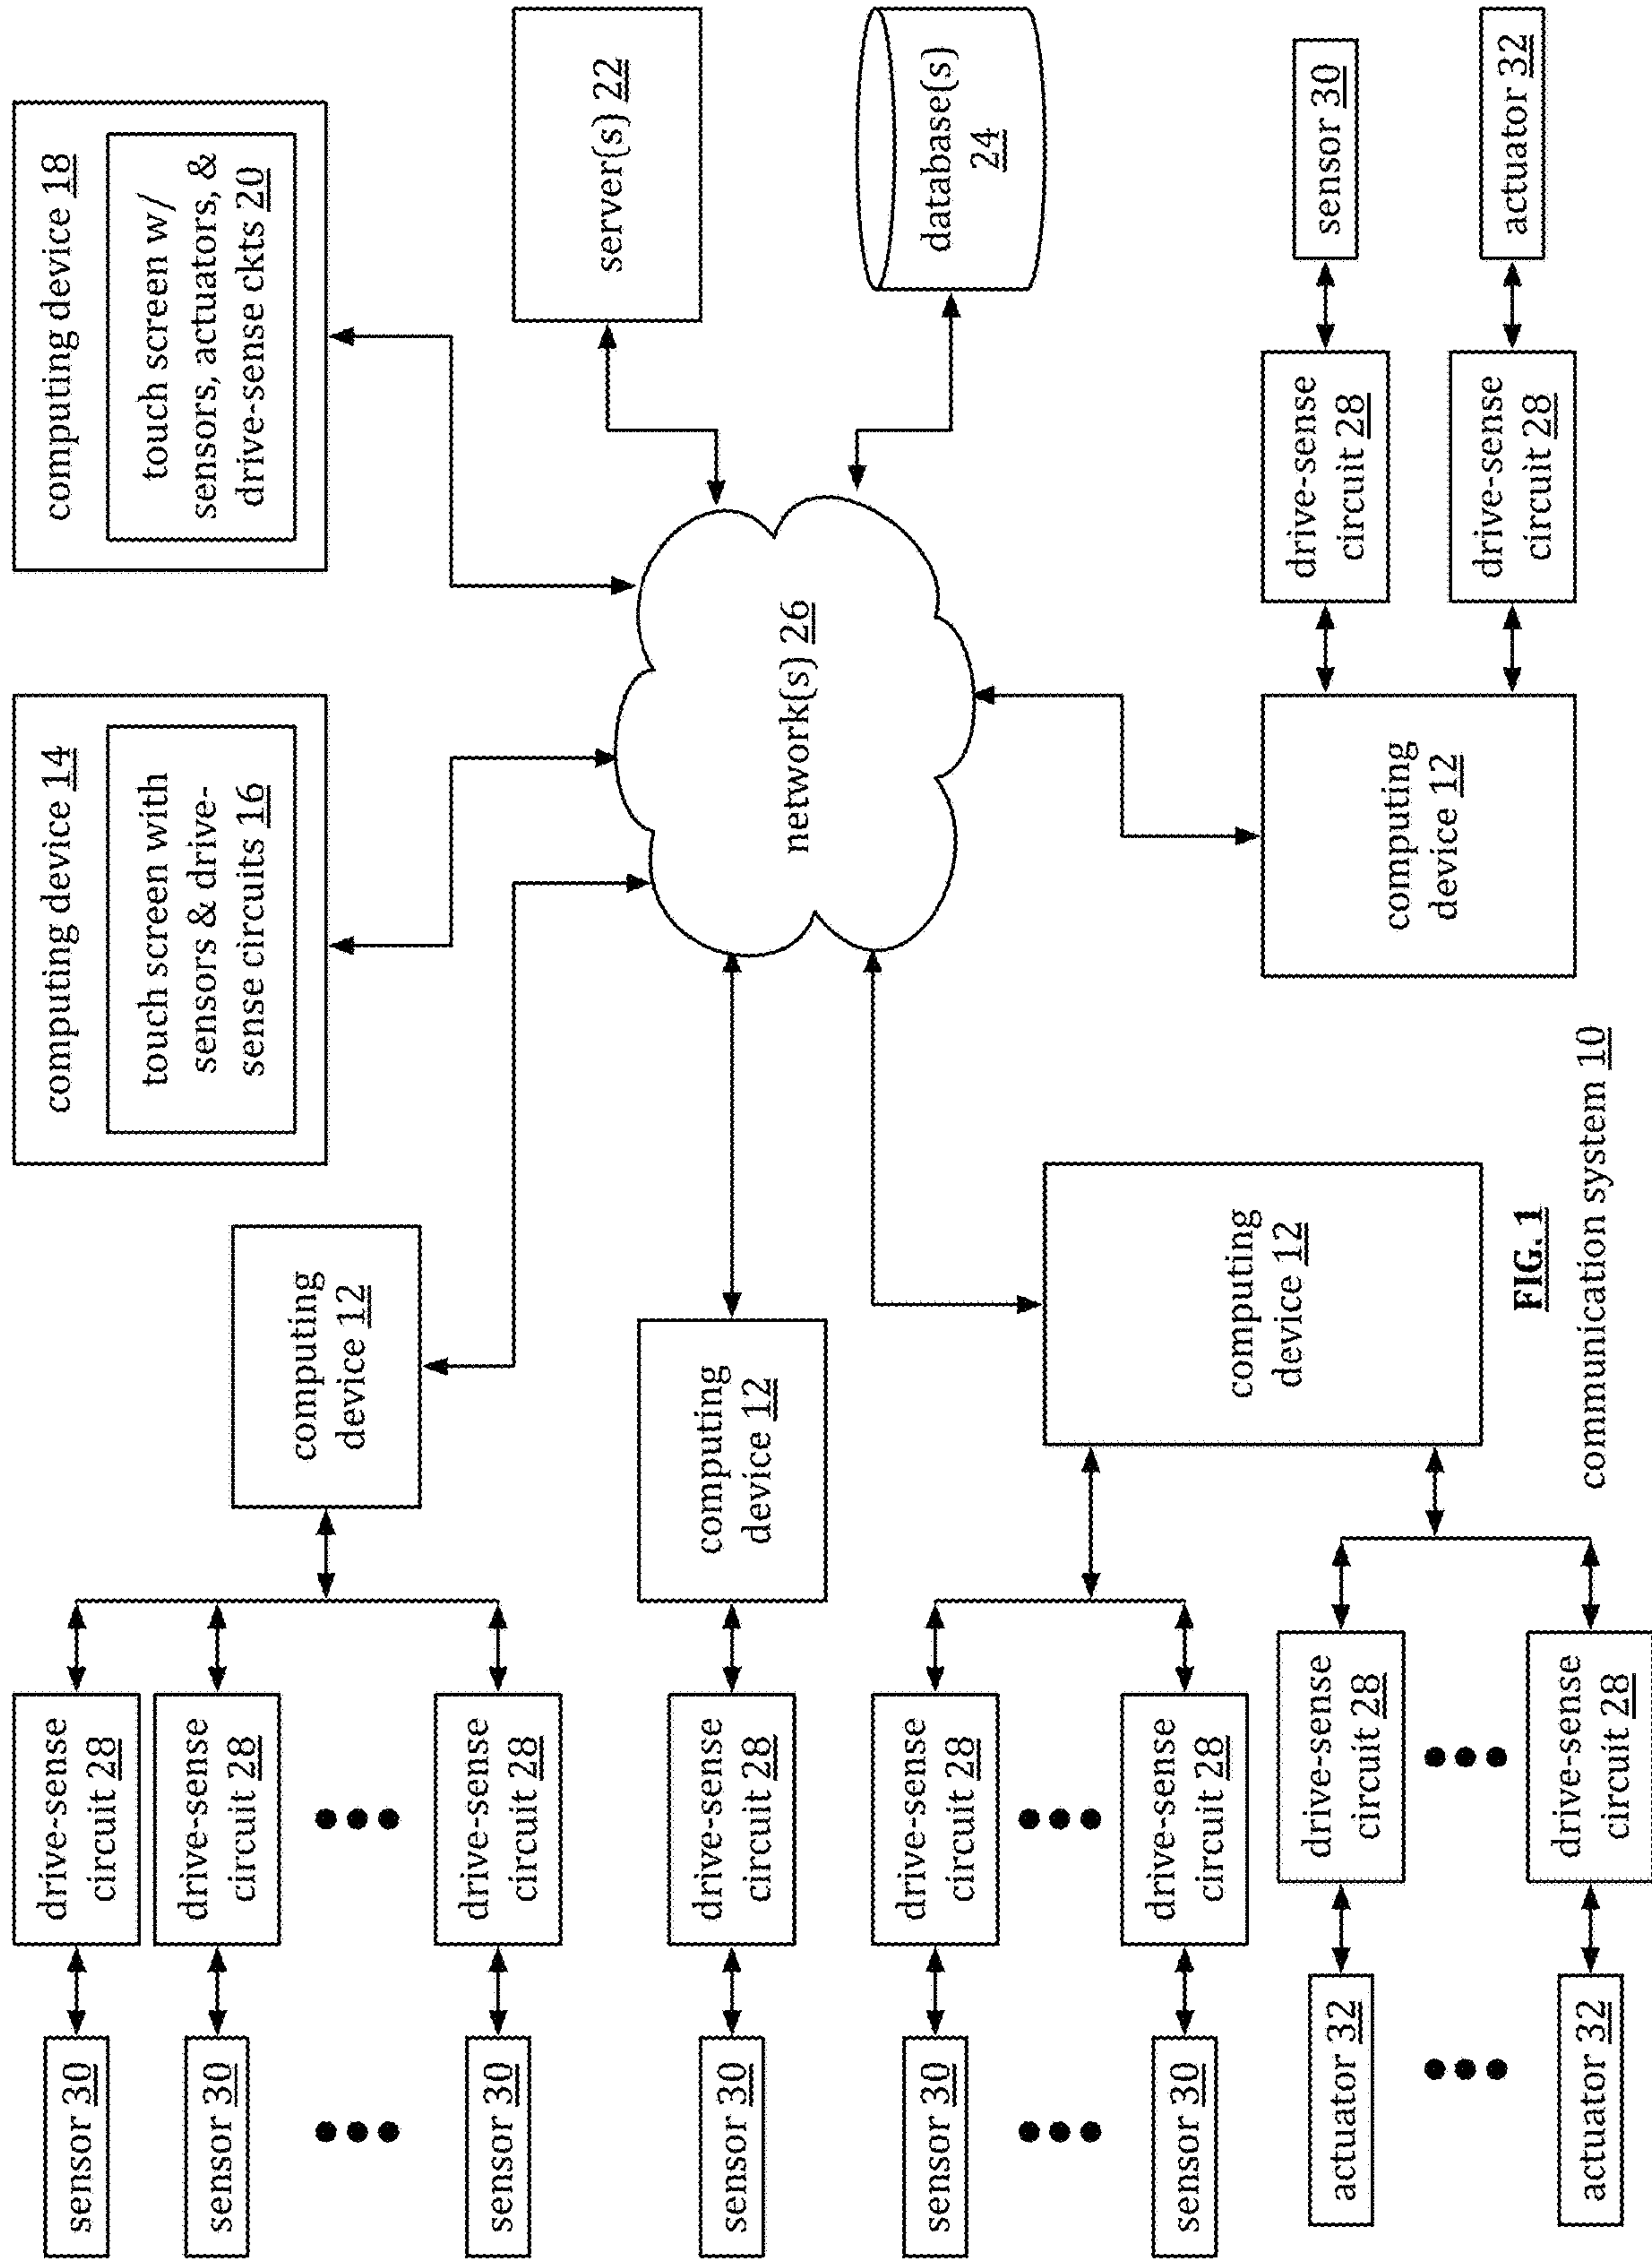 sensor 30
drive-sense
circuit 28
sensor 30
drive-sense
circuit 28
sensor 30
drive-sense
circuit 28
computing
device 12
computing device 14
touch screen with
sensors & drive-
sense circuits 16
computing device 18
touch screen w/
sensors, actuators, &
drive-sense ckts 20
sensor 30
drive-sense
circuit 28
computing
device 12
network(s) 26
server(s) 22
database(s)
24
sensor 30
drive-sense
circuit 28
sensor 30
drive-sense
circuit 28
computing
device 12
actuator 32
drive-sense
circuit 28
actuator 32
drive-sense
circuit 28
computing
device 12
drive-sense
circuit 28
sensor 30
drive-sense
circuit 28
actuator 32
FIG. 1
communication system 10